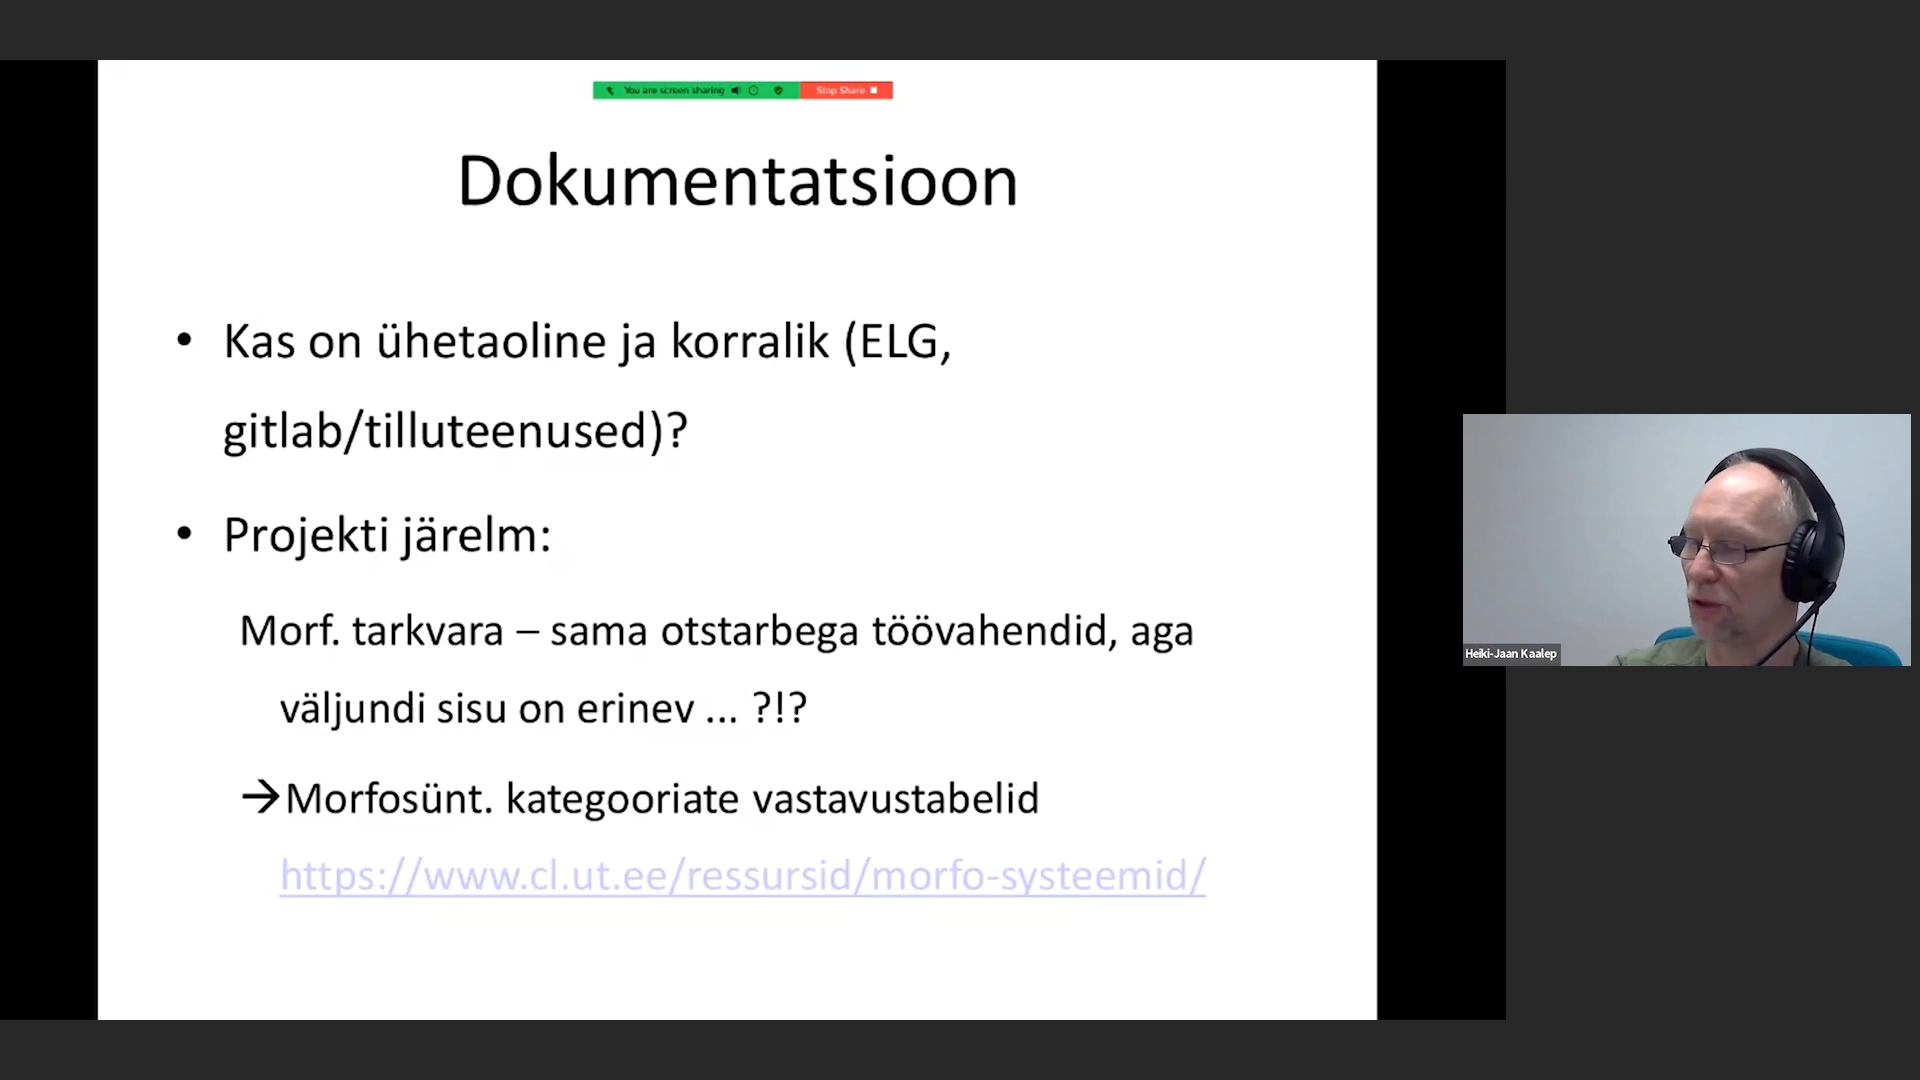 You are screen sharing
Stop Share
Dokumentatsioon
• Kas on ühetaoline ja korralik (ELG,
gitlab/tilluteenused)?
• Projekti järelm:
Morf. tarkvara – sama otstarbega töövahendid, aga
väljundi sisu on erinev ... ?!?
→Morfosünt. kategooriate vastavustabelid
https://www.cl.ut.ee/ressursid/morfo-systeemid/
Heiki-Jaan Kaalep